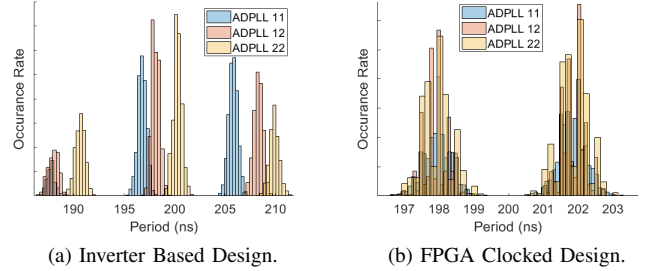 ADPLL 11
ADPLL 12
ADPLL 22
Occurance Rate
190 195 200 205 210
Period (ns)
(a) Inverter Based Design.
ADPLL 11
ADPLL 12
ADPLL 22
Occurance Rate
197 198 199 200 201 202 203
Period (ns)
(b) FPGA Clocked Design.